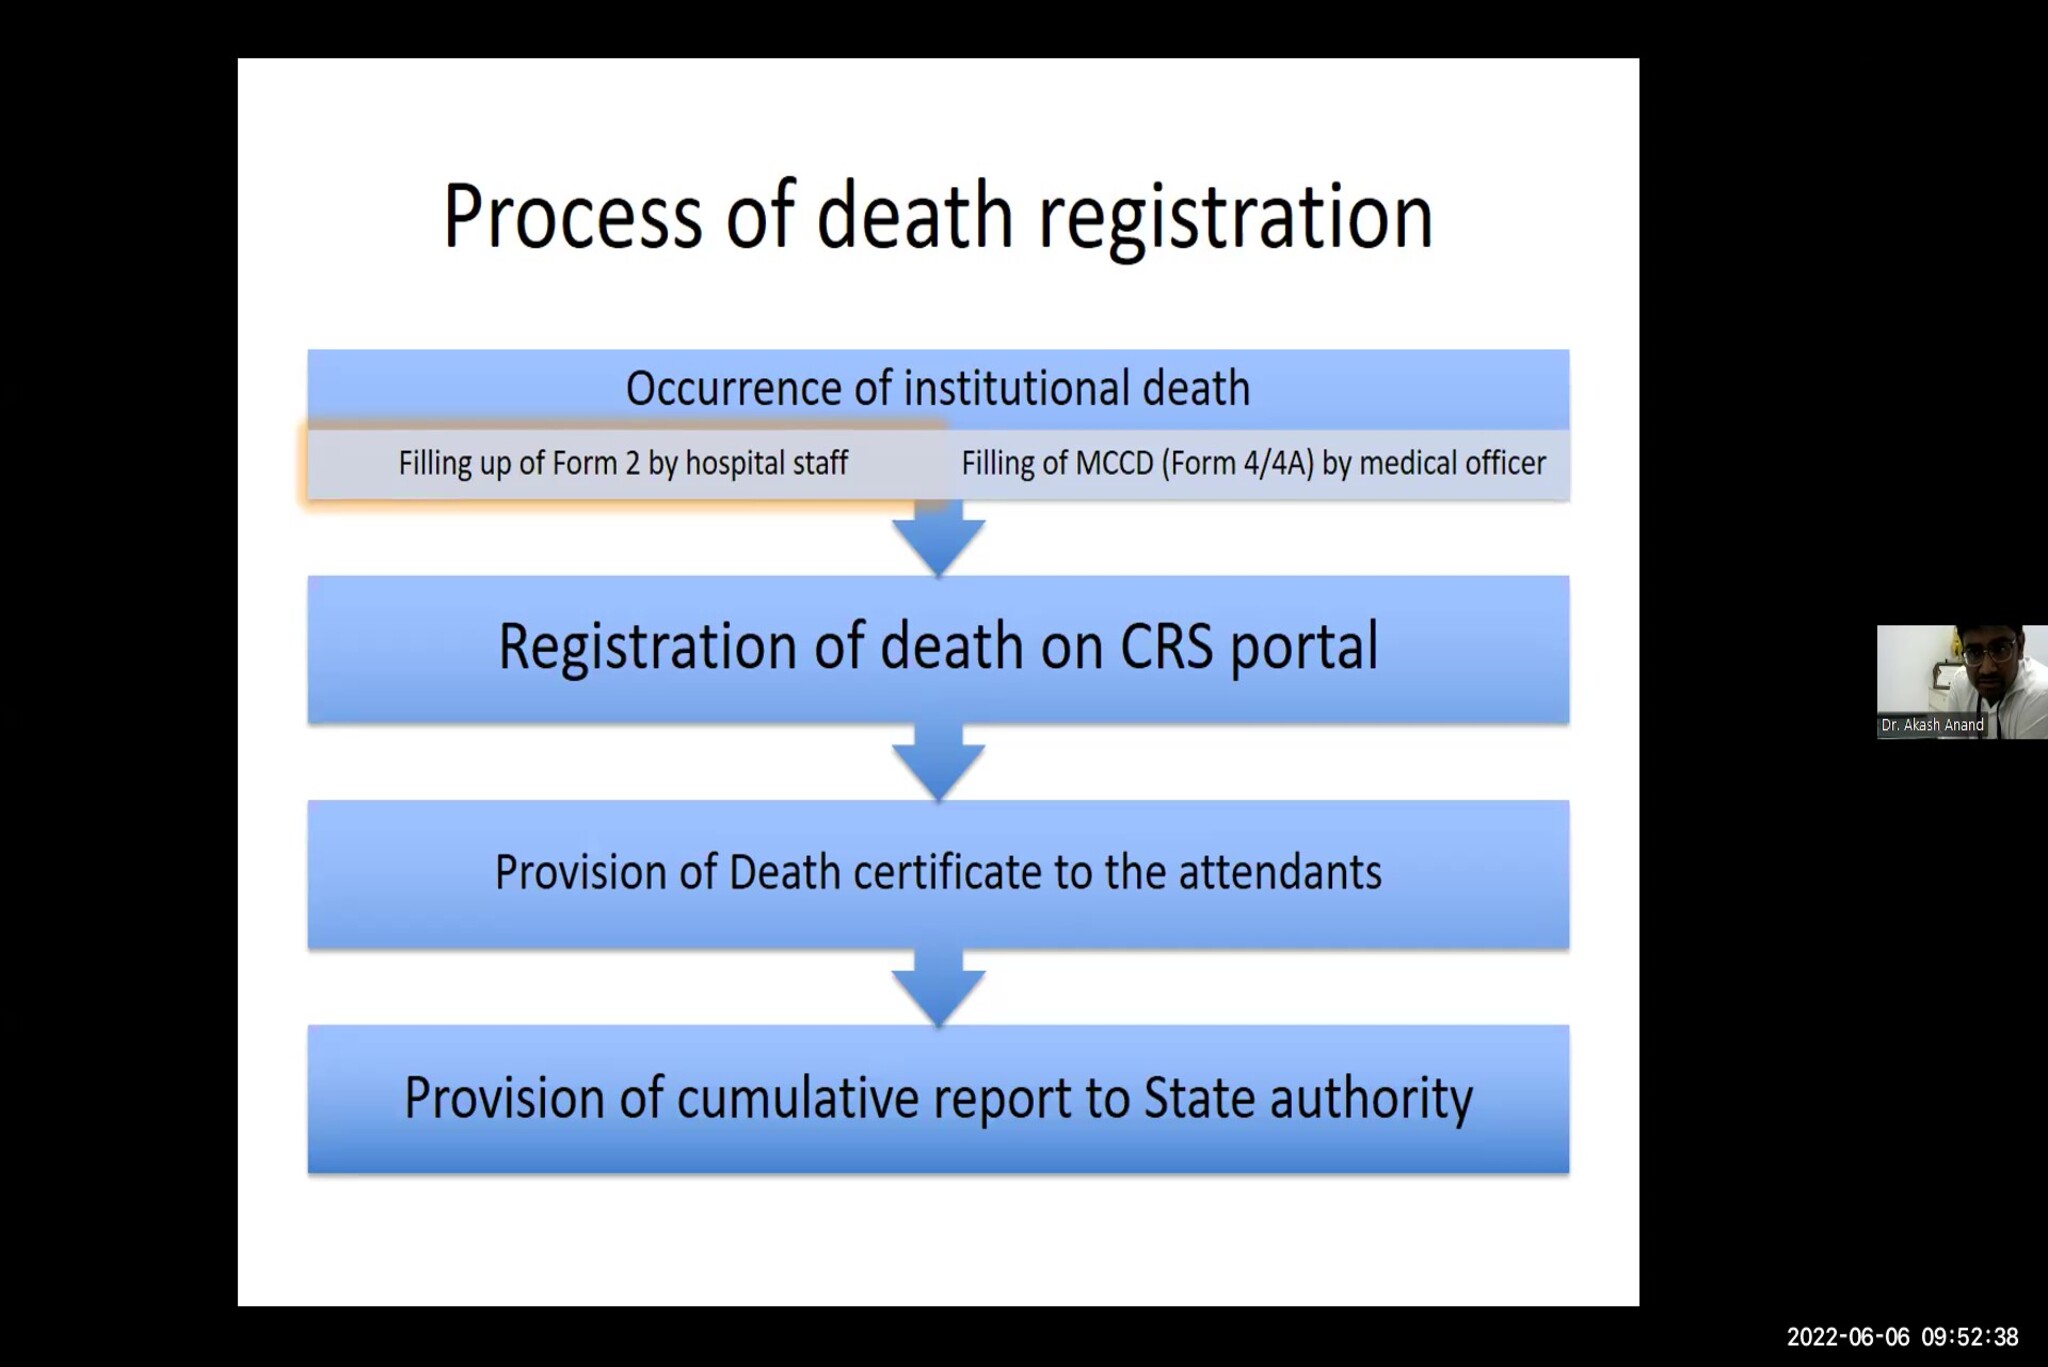 Process of death registration
Occurrence of institutional death
Filling up of Form 2 by hospital staff
Filling of MCCD (Form 4/4A) by medical officer
Registration of death on CRS portal
Provision of Death certificate to the attendants
Provision of cumulative report to State authority
Dr. Akash Anand
2022-06-06 09:52:38